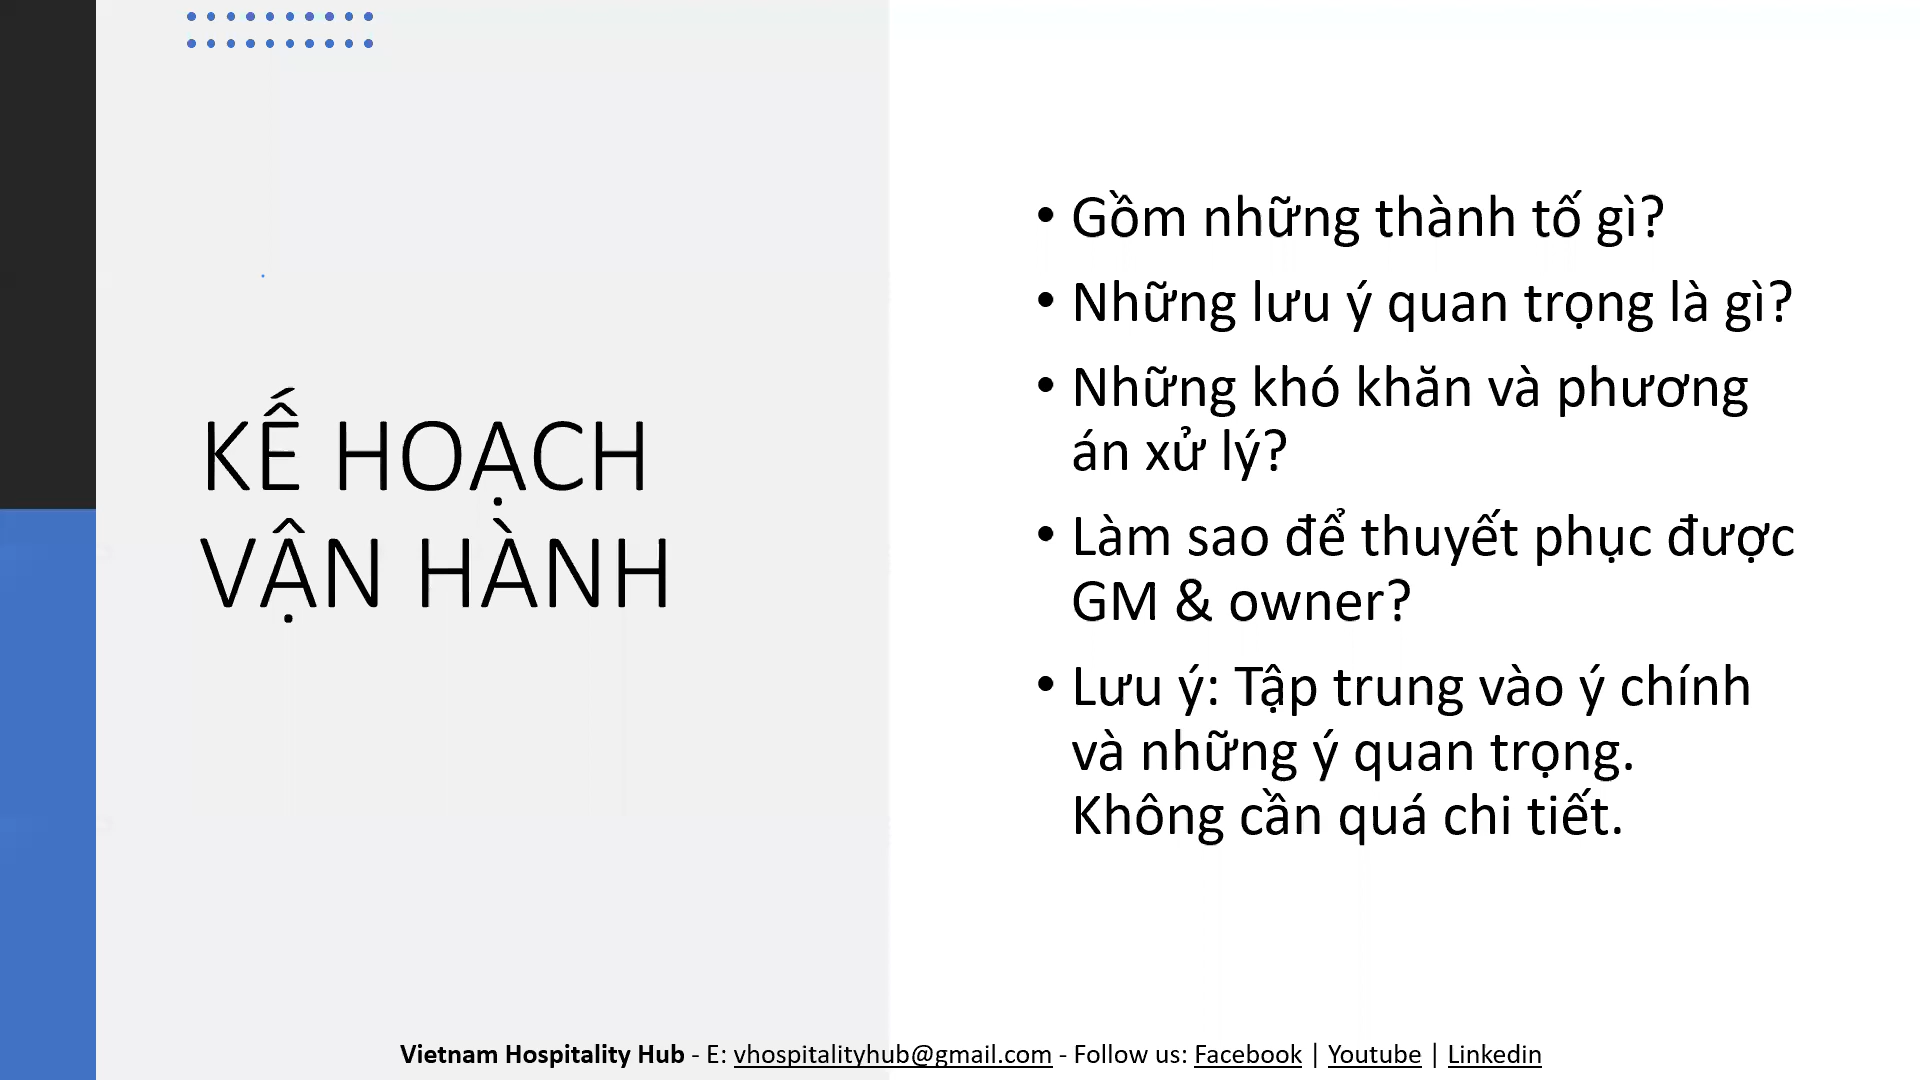 KẾ HOẠCH
VẬN HÀNH
• Gồm những thành tố gì?
• Những lưu ý quan trọng là gì?
• Những khó khăn và phương
án xử lý?
• Làm sao để thuyết phục được
GM & owner?
• Lưu ý: Tập trung vào ý chính
và những ý quan trọng.
Không cần quá chi tiết.
Vietnam Hospitality Hub - E: vhospitalityhub@gmail.com - Follow us: Facebook | Youtube | Linkedin